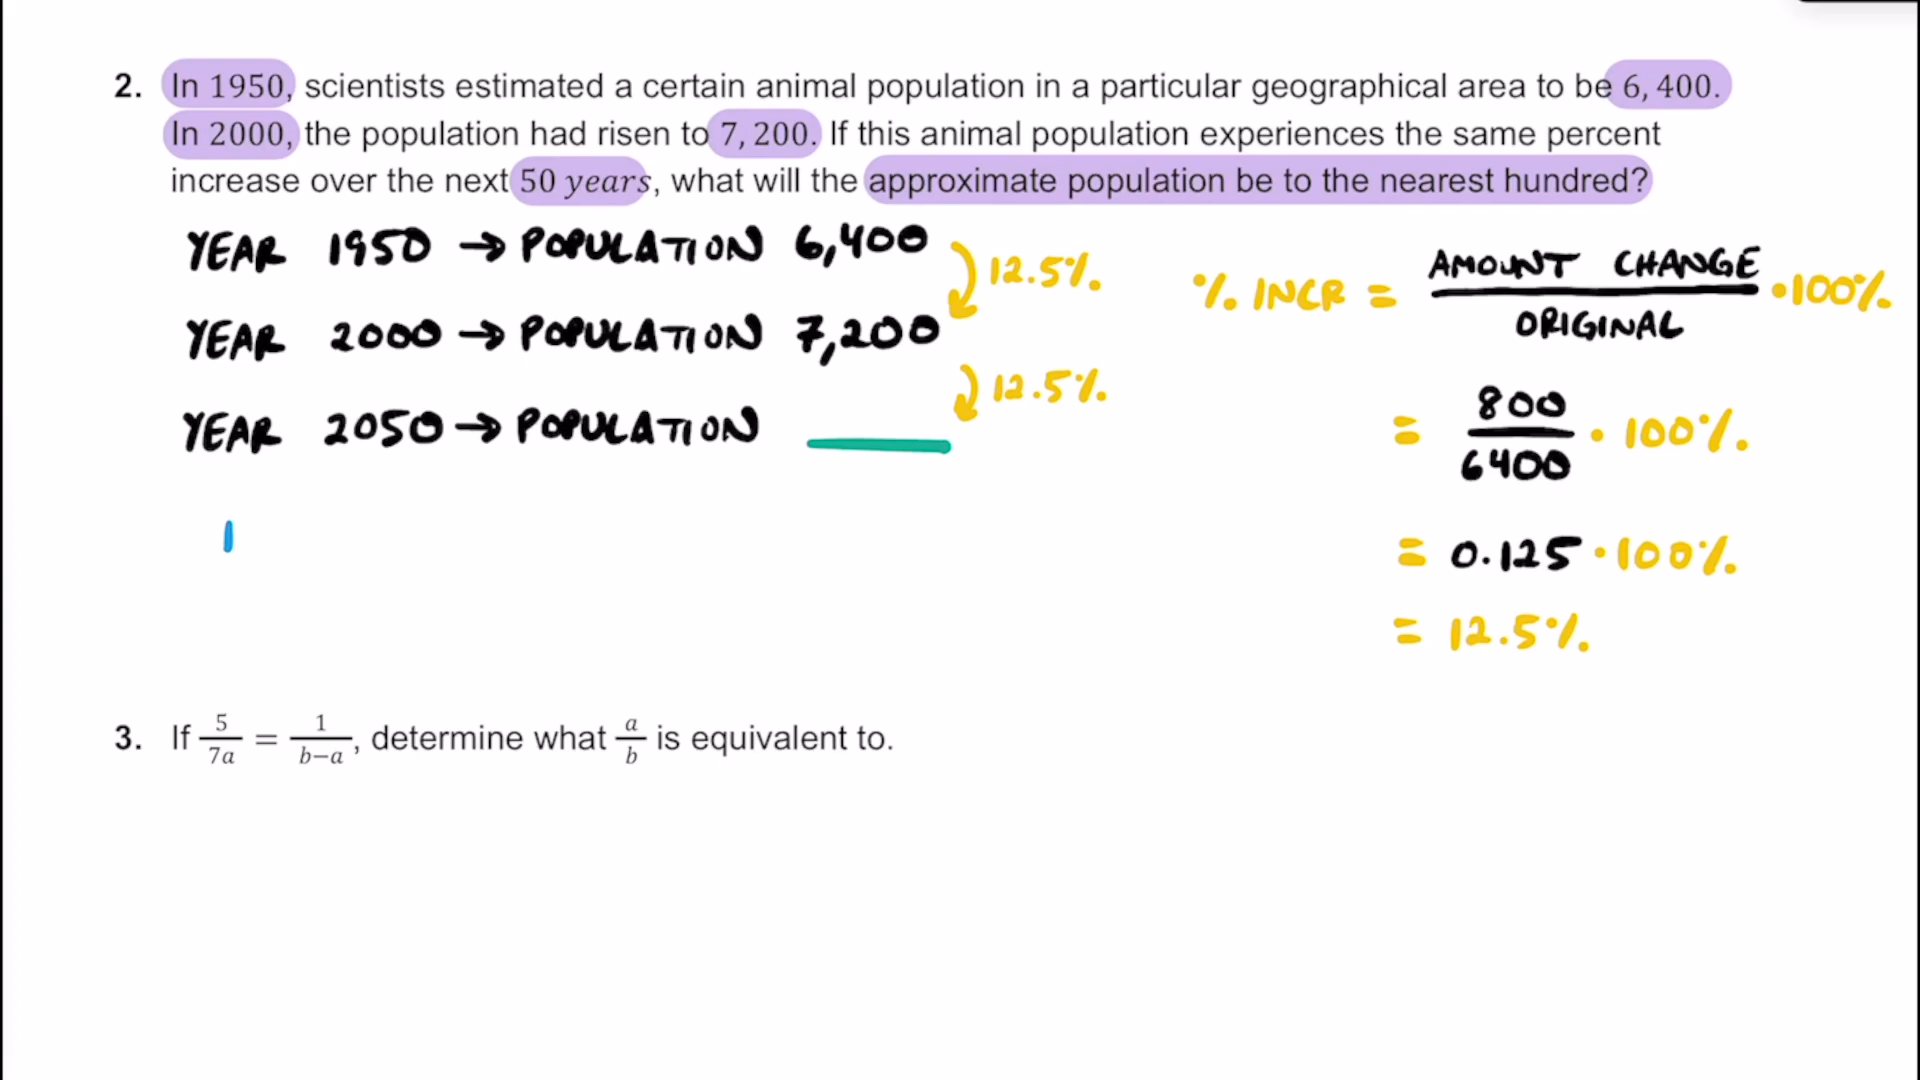 2. In 1950, scientists estimated a certain animal population in a particular geographical area to be 6, 400.
In 2000, the population had risen to 7, 200. If this animal population experiences the same percent
increase over the next 50 years, what will the approximate population be to the nearest hundred?
YEAR 1950 → POPULATION 6,400
12.5%
YEAR 2000 → POPULATION 7,200
12.5%
YEAR 2050 → POPULATION
% INCR = AMOUNT CHANGE / ORIGINAL • 100%
= 800 / 6400 • 100%
= 0.125 • 100%
= 12.5%
3. If 5/7a = 1/b−a, determine what a/b is equivalent to.